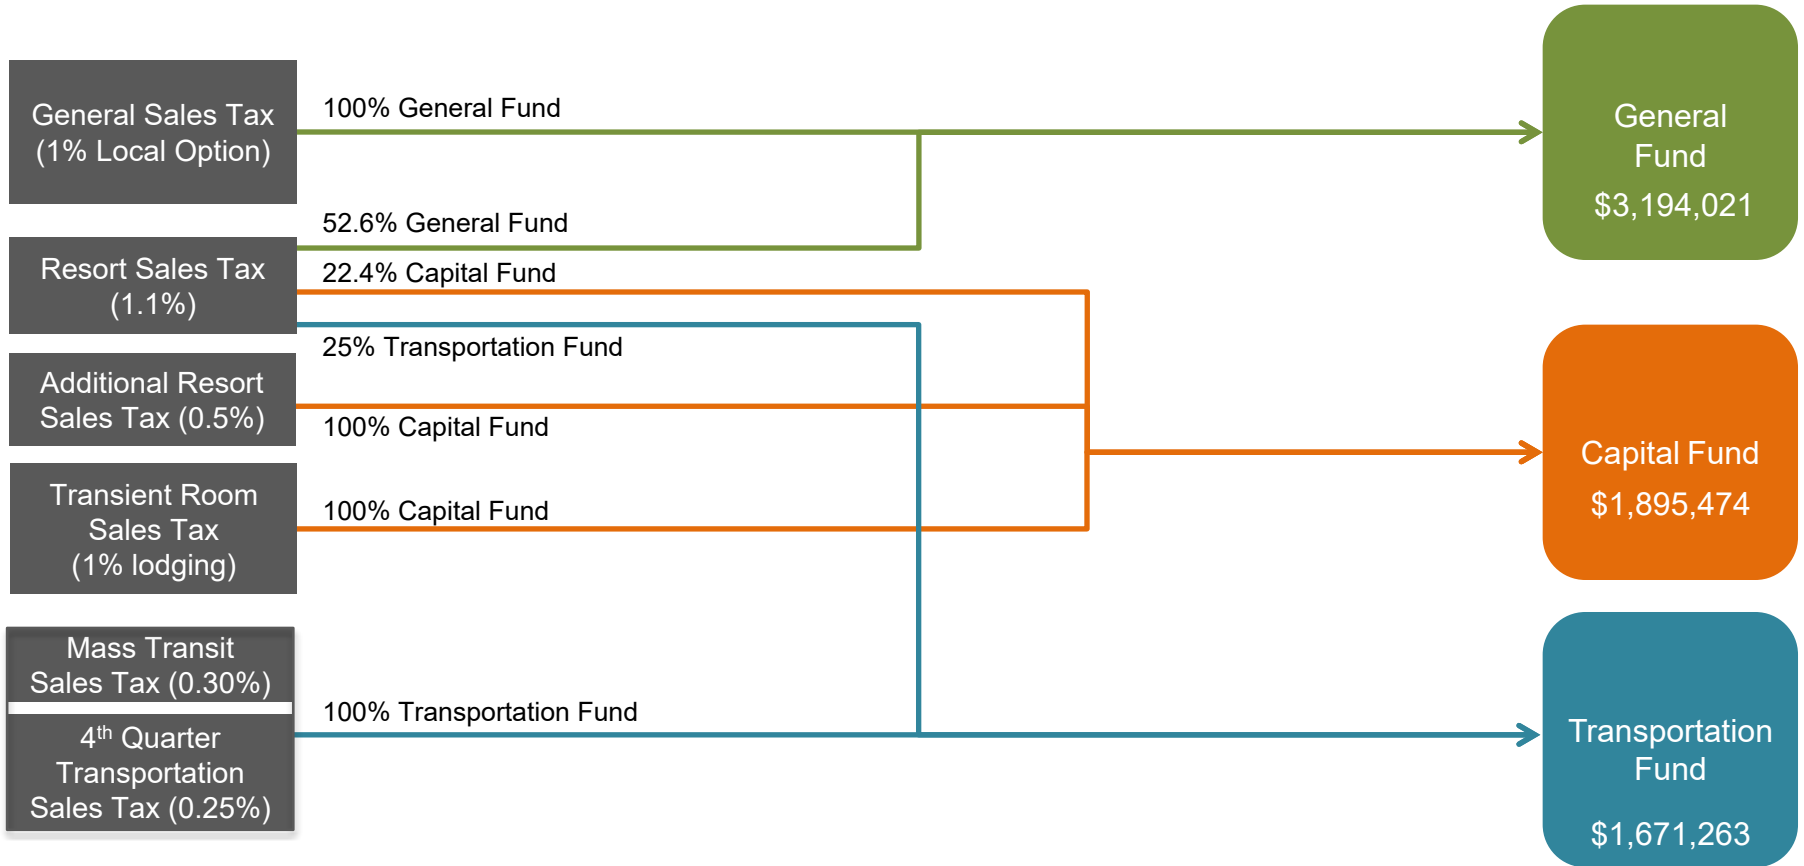 General Sales Tax
(1% Local Option)
100% General Fund
General
Fund
$3,194,021
52.6% General Fund
Resort Sales Tax
(1.1%)
22.4% Capital Fund
25% Transportation Fund
Additional Resort
Sales Tax (0.5%)
100% Capital Fund
Capital Fund
$1,895,474
Transient Room
Sales Tax
(1% lodging)
100% Capital Fund
Mass Transit
Sales Tax (0.30%)
100% Transportation Fund
4th Quarter
Transportation
Sales Tax (0.25%)
Transportation
Fund
$1,671,263